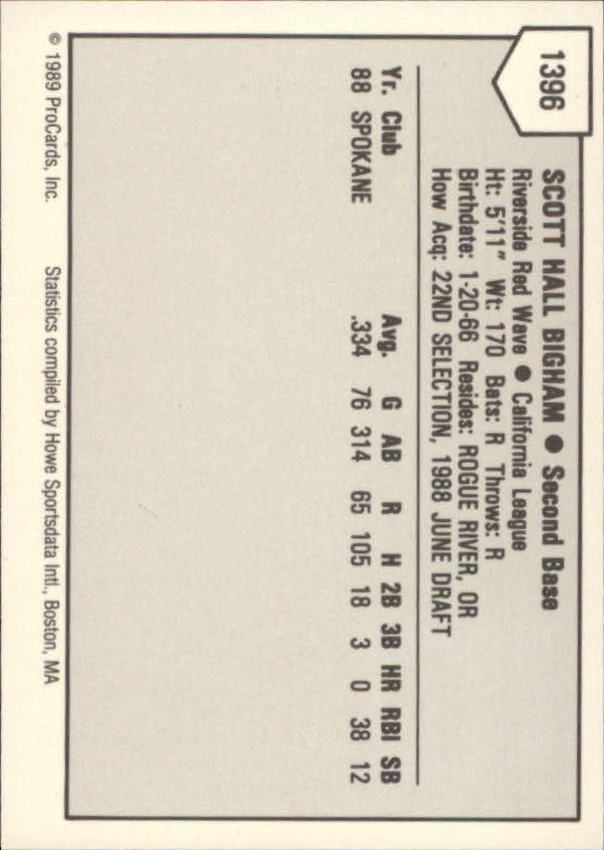 1396
SCOTT HALL BIGHAM ● Second Base
Riverside Red Wave ● California League
Ht: 5'11" Wt: 170 Bats: R Throws: R
Birthdate: 1-20-66 Resides: ROGUE RIVER, OR
How Acq: 22ND SELECTION, 1988 JUNE DRAFT
Yr. Club Avg. G AB R H 2B 3B HR RBI SB
88 SPOKANE .334 76 314 65 105 18 3 0 38 12
© 1989 ProCards, Inc. Statistics compiled by Howe Sportsdata Intl., Boston, MA